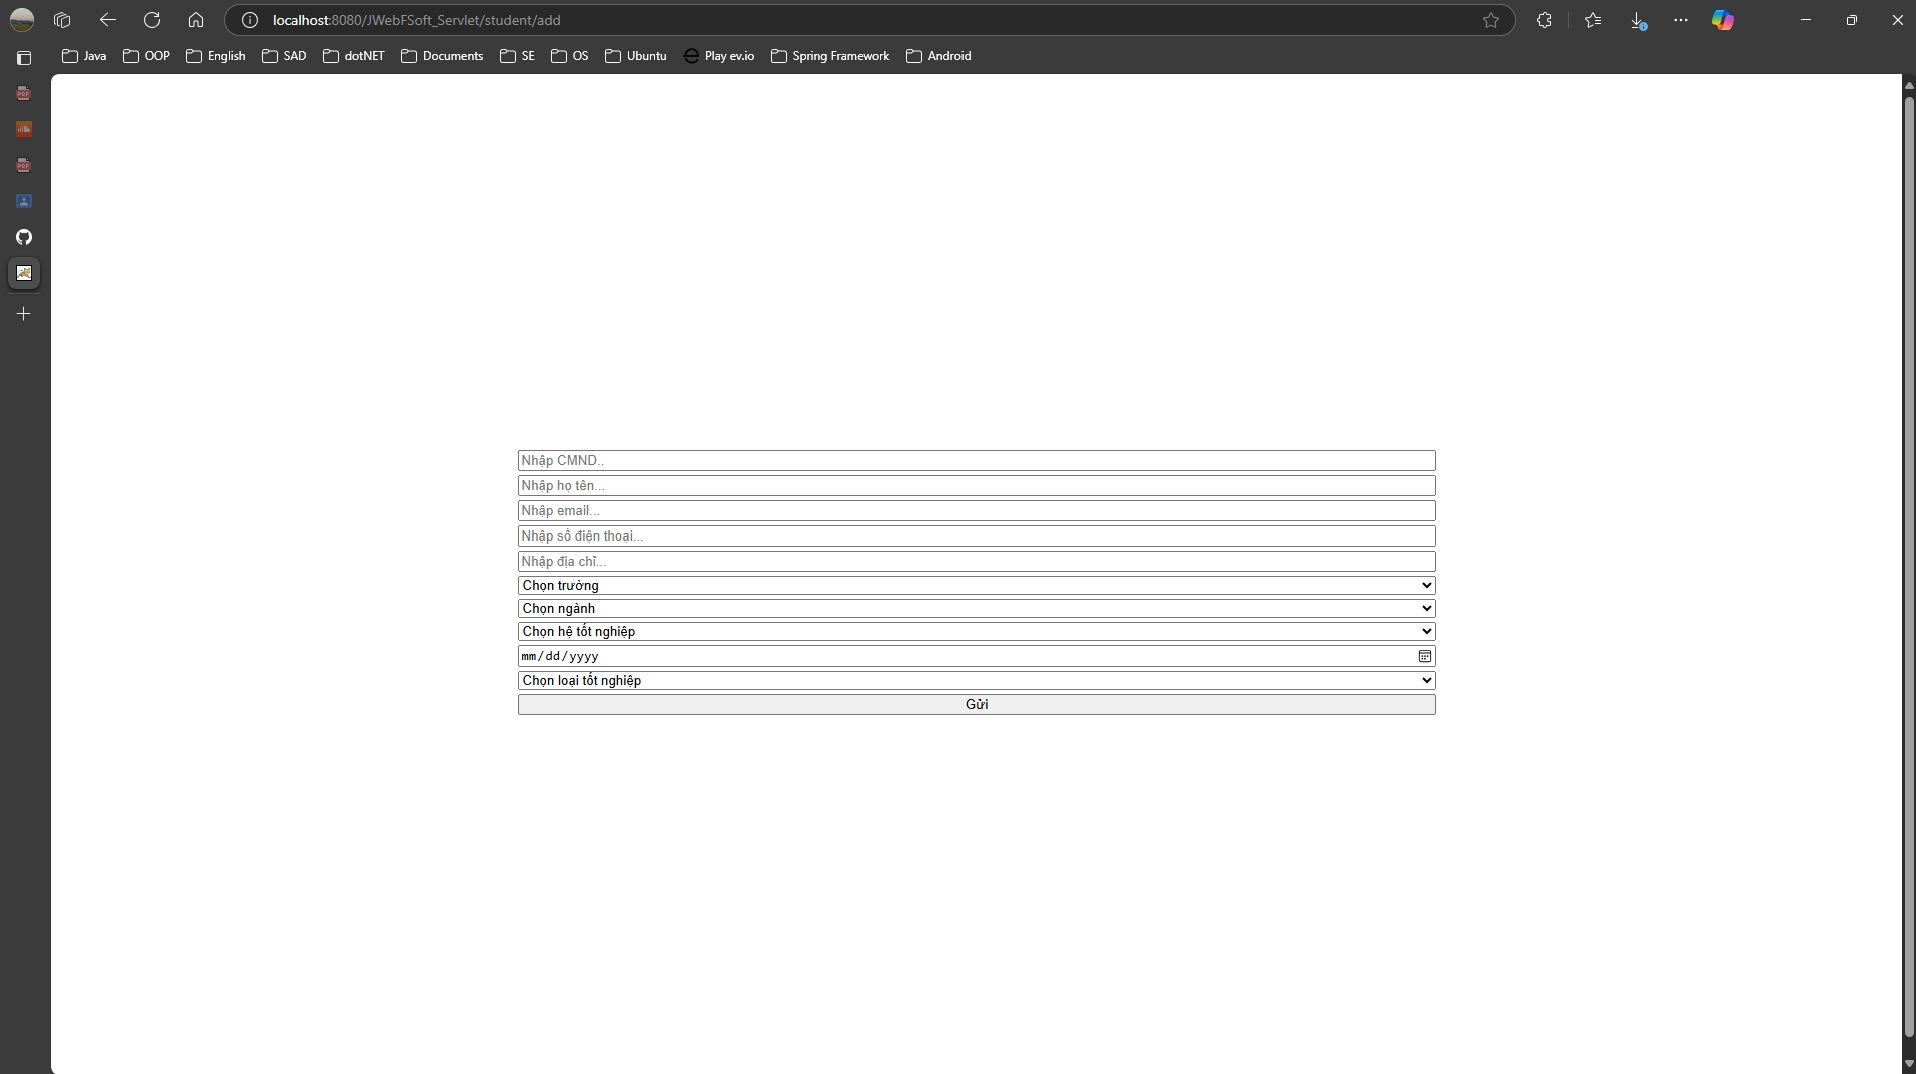 localhost:8080/JWebFSoft_Servlet/student/add
Java OOP English SAD dotNET Documents SE OS Ubuntu Play ev.io Spring Framework Android
Nhập CMND..
Nhập họ tên...
Nhập email...
Nhập số điện thoại...
Nhập địa chỉ...
Chọn trường
Chọn ngành
Chọn hệ tốt nghiệp
mm/dd/yyyy
Chọn loại tốt nghiệp
Gửi